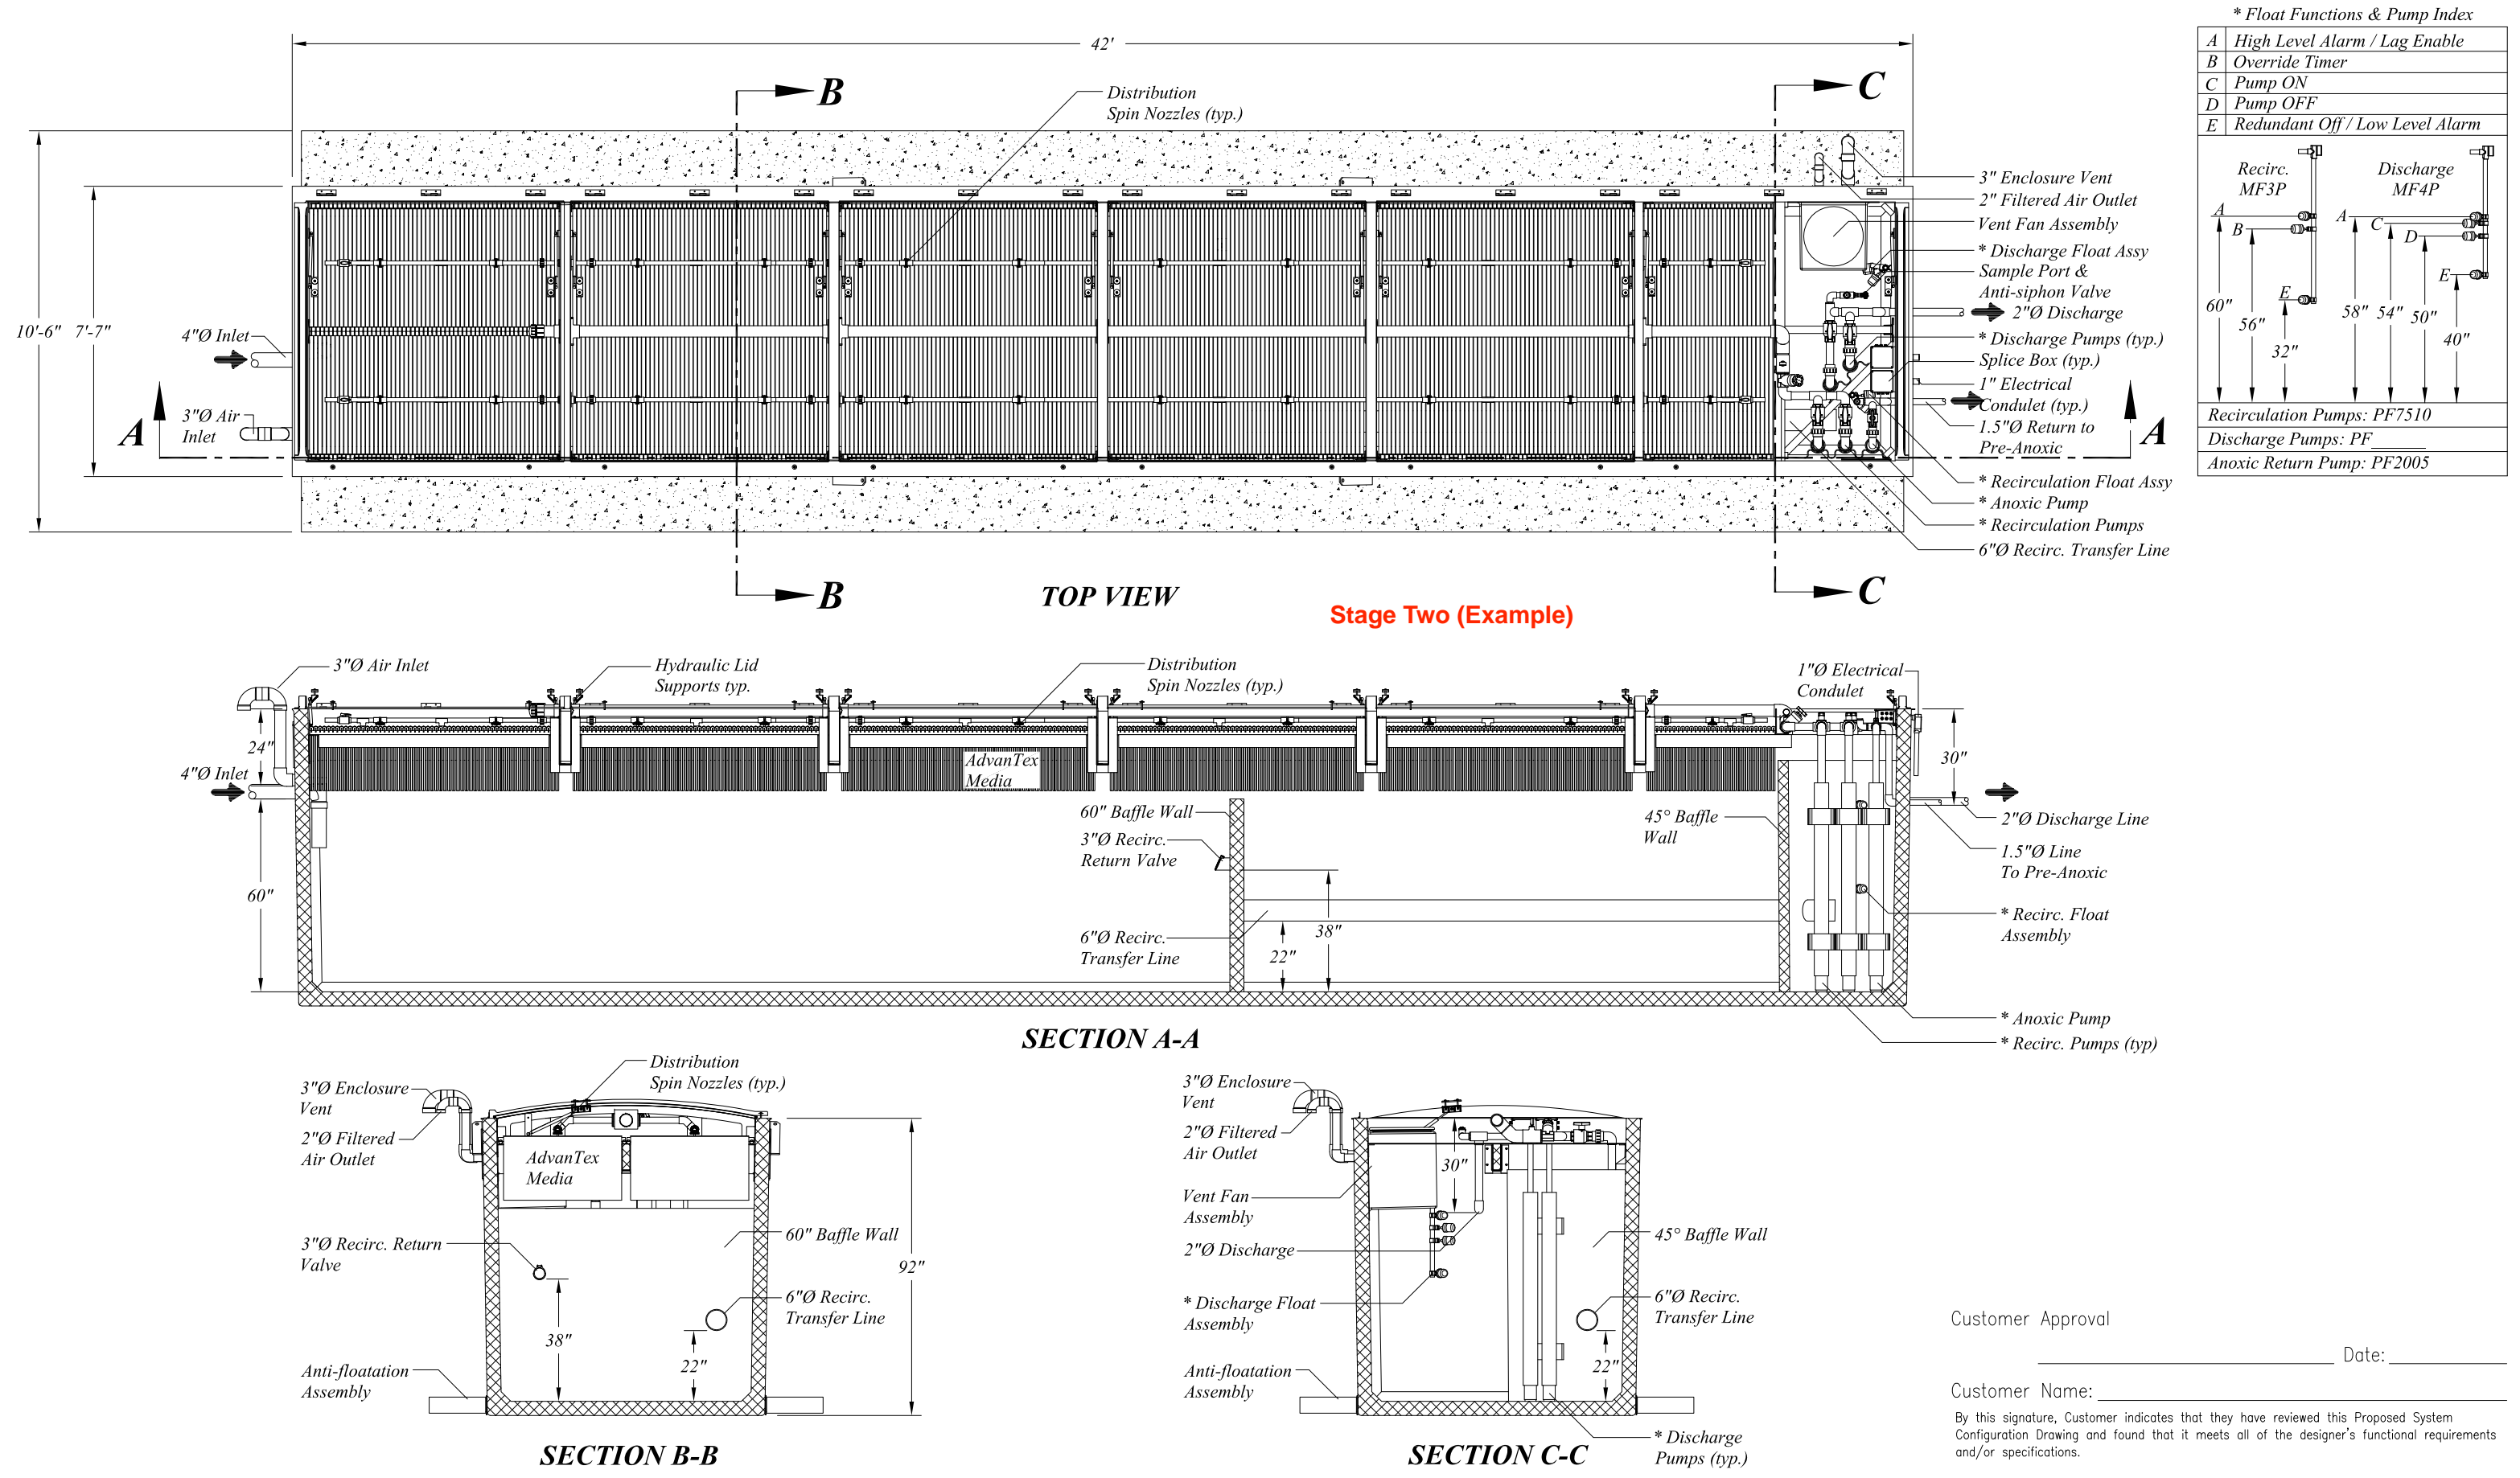 * Float Functions & Pump Index
A High Level Alarm / Lag Enable
B Override Timer
C Pump ON
D Pump OFF
E Redundant Off / Low Level Alarm
Recirc.
MF3P
Discharge
MF4P
A
B
E
60"
56"
32"
A
C
D
E
58"
54"
50"
40"
Recirculation Pumps: PF7510
Discharge Pumps: PF______
Anoxic Return Pump: PF2005
42'
B
C
Distribution
Spin Nozzles (typ.)
10'-6"
7'-7"
4"Ø Inlet
3"Ø Air
Inlet
A
3" Enclosure Vent
2" Filtered Air Outlet
Vent Fan Assembly
* Discharge Float Assy
Sample Port &
Anti-siphon Valve
2"Ø Discharge
* Discharge Pumps (typ.)
Splice Box (typ.)
1" Electrical
Condulet (typ.)
1.5"Ø Return to
Pre-Anoxic
A
* Recirculation Float Assy
* Anoxic Pump
* Recirculation Pumps
6"Ø Recirc. Transfer Line
B
C
TOP VIEW
Stage Two (Example)
3"Ø Air Inlet
Hydraulic Lid
Supports typ.
Distribution
Spin Nozzles (typ.)
1"Ø Electrical
Condulet
24"
4"Ø Inlet
60"
AdvanTex
Media
60" Baffle Wall
3"Ø Recirc.
Return Valve
6"Ø Recirc.
Transfer Line
22"
38"
45° Baffle
Wall
30"
2"Ø Discharge Line
1.5"Ø Line
To Pre-Anoxic
* Recirc. Float
Assembly
* Anoxic Pump
* Recirc. Pumps (typ)
SECTION A-A
Distribution
Spin Nozzles (typ.)
3"Ø Enclosure
Vent
2"Ø Filtered
Air Outlet
AdvanTex
Media
3"Ø Recirc. Return
Valve
60" Baffle Wall
92"
6"Ø Recirc.
Transfer Line
38"
22"
Anti-floatation
Assembly
SECTION B-B
3"Ø Enclosure
Vent
2"Ø Filtered
Air Outlet
30"
Vent Fan
Assembly
2"Ø Discharge
* Discharge Float
Assembly
Anti-floatation
Assembly
45° Baffle Wall
6"Ø Recirc.
Transfer Line
22"
* Discharge
Pumps (typ.)
SECTION C-C
Customer Approval
Date:
Customer Name:
By this signature, Customer indicates that they have reviewed this Proposed System
Configuration Drawing and found that it meets all of the designer's functional requirements
and/or specifications.